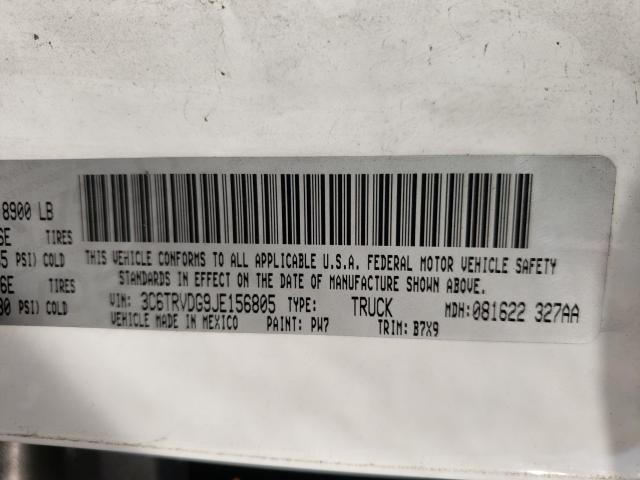 8900 LB
6E TIRES
5 PSI) COLD
6E TIRES
80 PSI) COLD
THIS VEHICLE CONFORMS TO ALL APPLICABLE U.S.A. FEDERAL MOTOR VEHICLE SAFETY
STANDARDS IN EFFECT ON THE DATE OF MANUFACTURE SHOWN ABOVE.
VIN: 3C6TRVDG9JE156805 TYPE: TRUCK MDH: 081622 327AA
VEHICLE MADE IN MEXICO PAINT: PW7 TRIM: B7X9